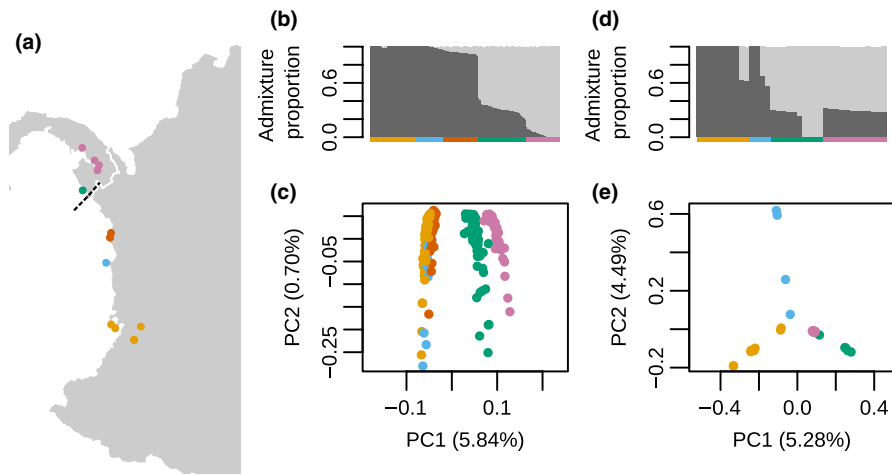 (a)
(b)
Admixture
proportion
0.0
0.6
(c)
PC2 (0.70%)
−0.25
−0.05
−0.1
0.1
PC1 (5.84%)
(d)
Admixture
proportion
0.0
0.6
(e)
PC2 (4.49%)
−0.2
0.2
0.6
−0.4
0.0
0.4
PC1 (5.28%)